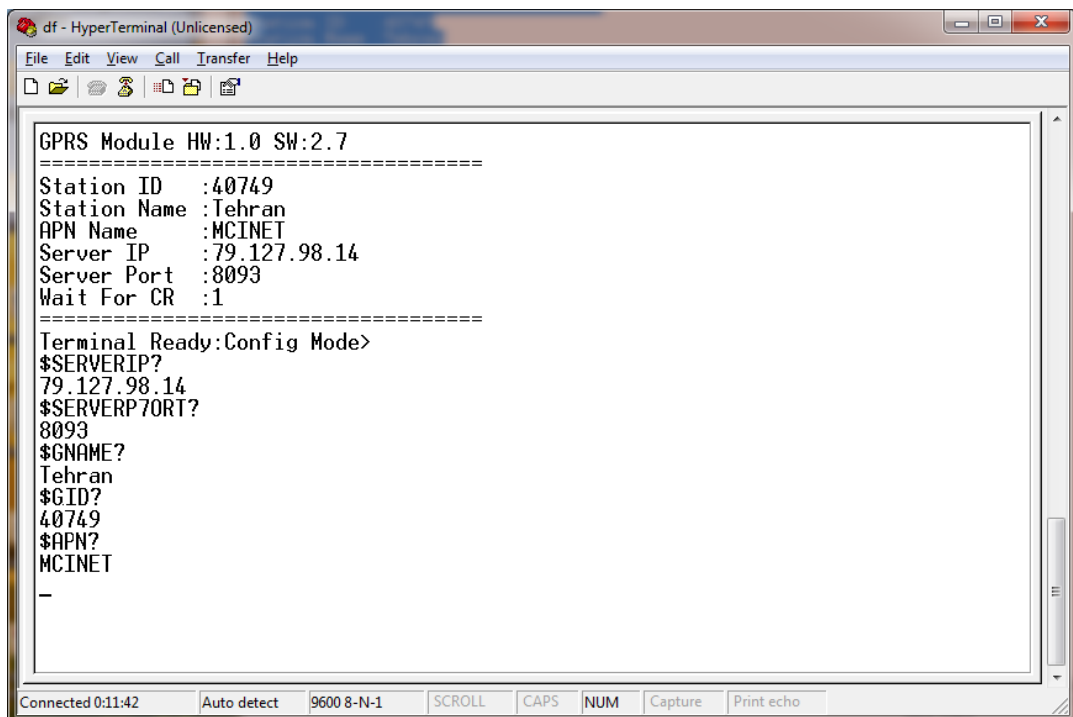 df - HyperTerminal (Unlicensed)
File Edit View Call Transfer Help
GPRS Module HW:1.0 SW:2.7
====================================
Station ID :40749
Station Name :Tehran
APN Name :MCINET
Server IP :79.127.98.14
Server Port :8093
Wait For CR :1
====================================
Terminal Ready:Config Mode>
$SERVERIP?
79.127.98.14
$SERVERP7ORT?
8093
$GNAME?
Tehran
$GID?
40749
$APN?
MCINET
_
Connected 0:11:42 Auto detect 9600 8-N-1 SCROLL CAPS NUM Capture Print echo